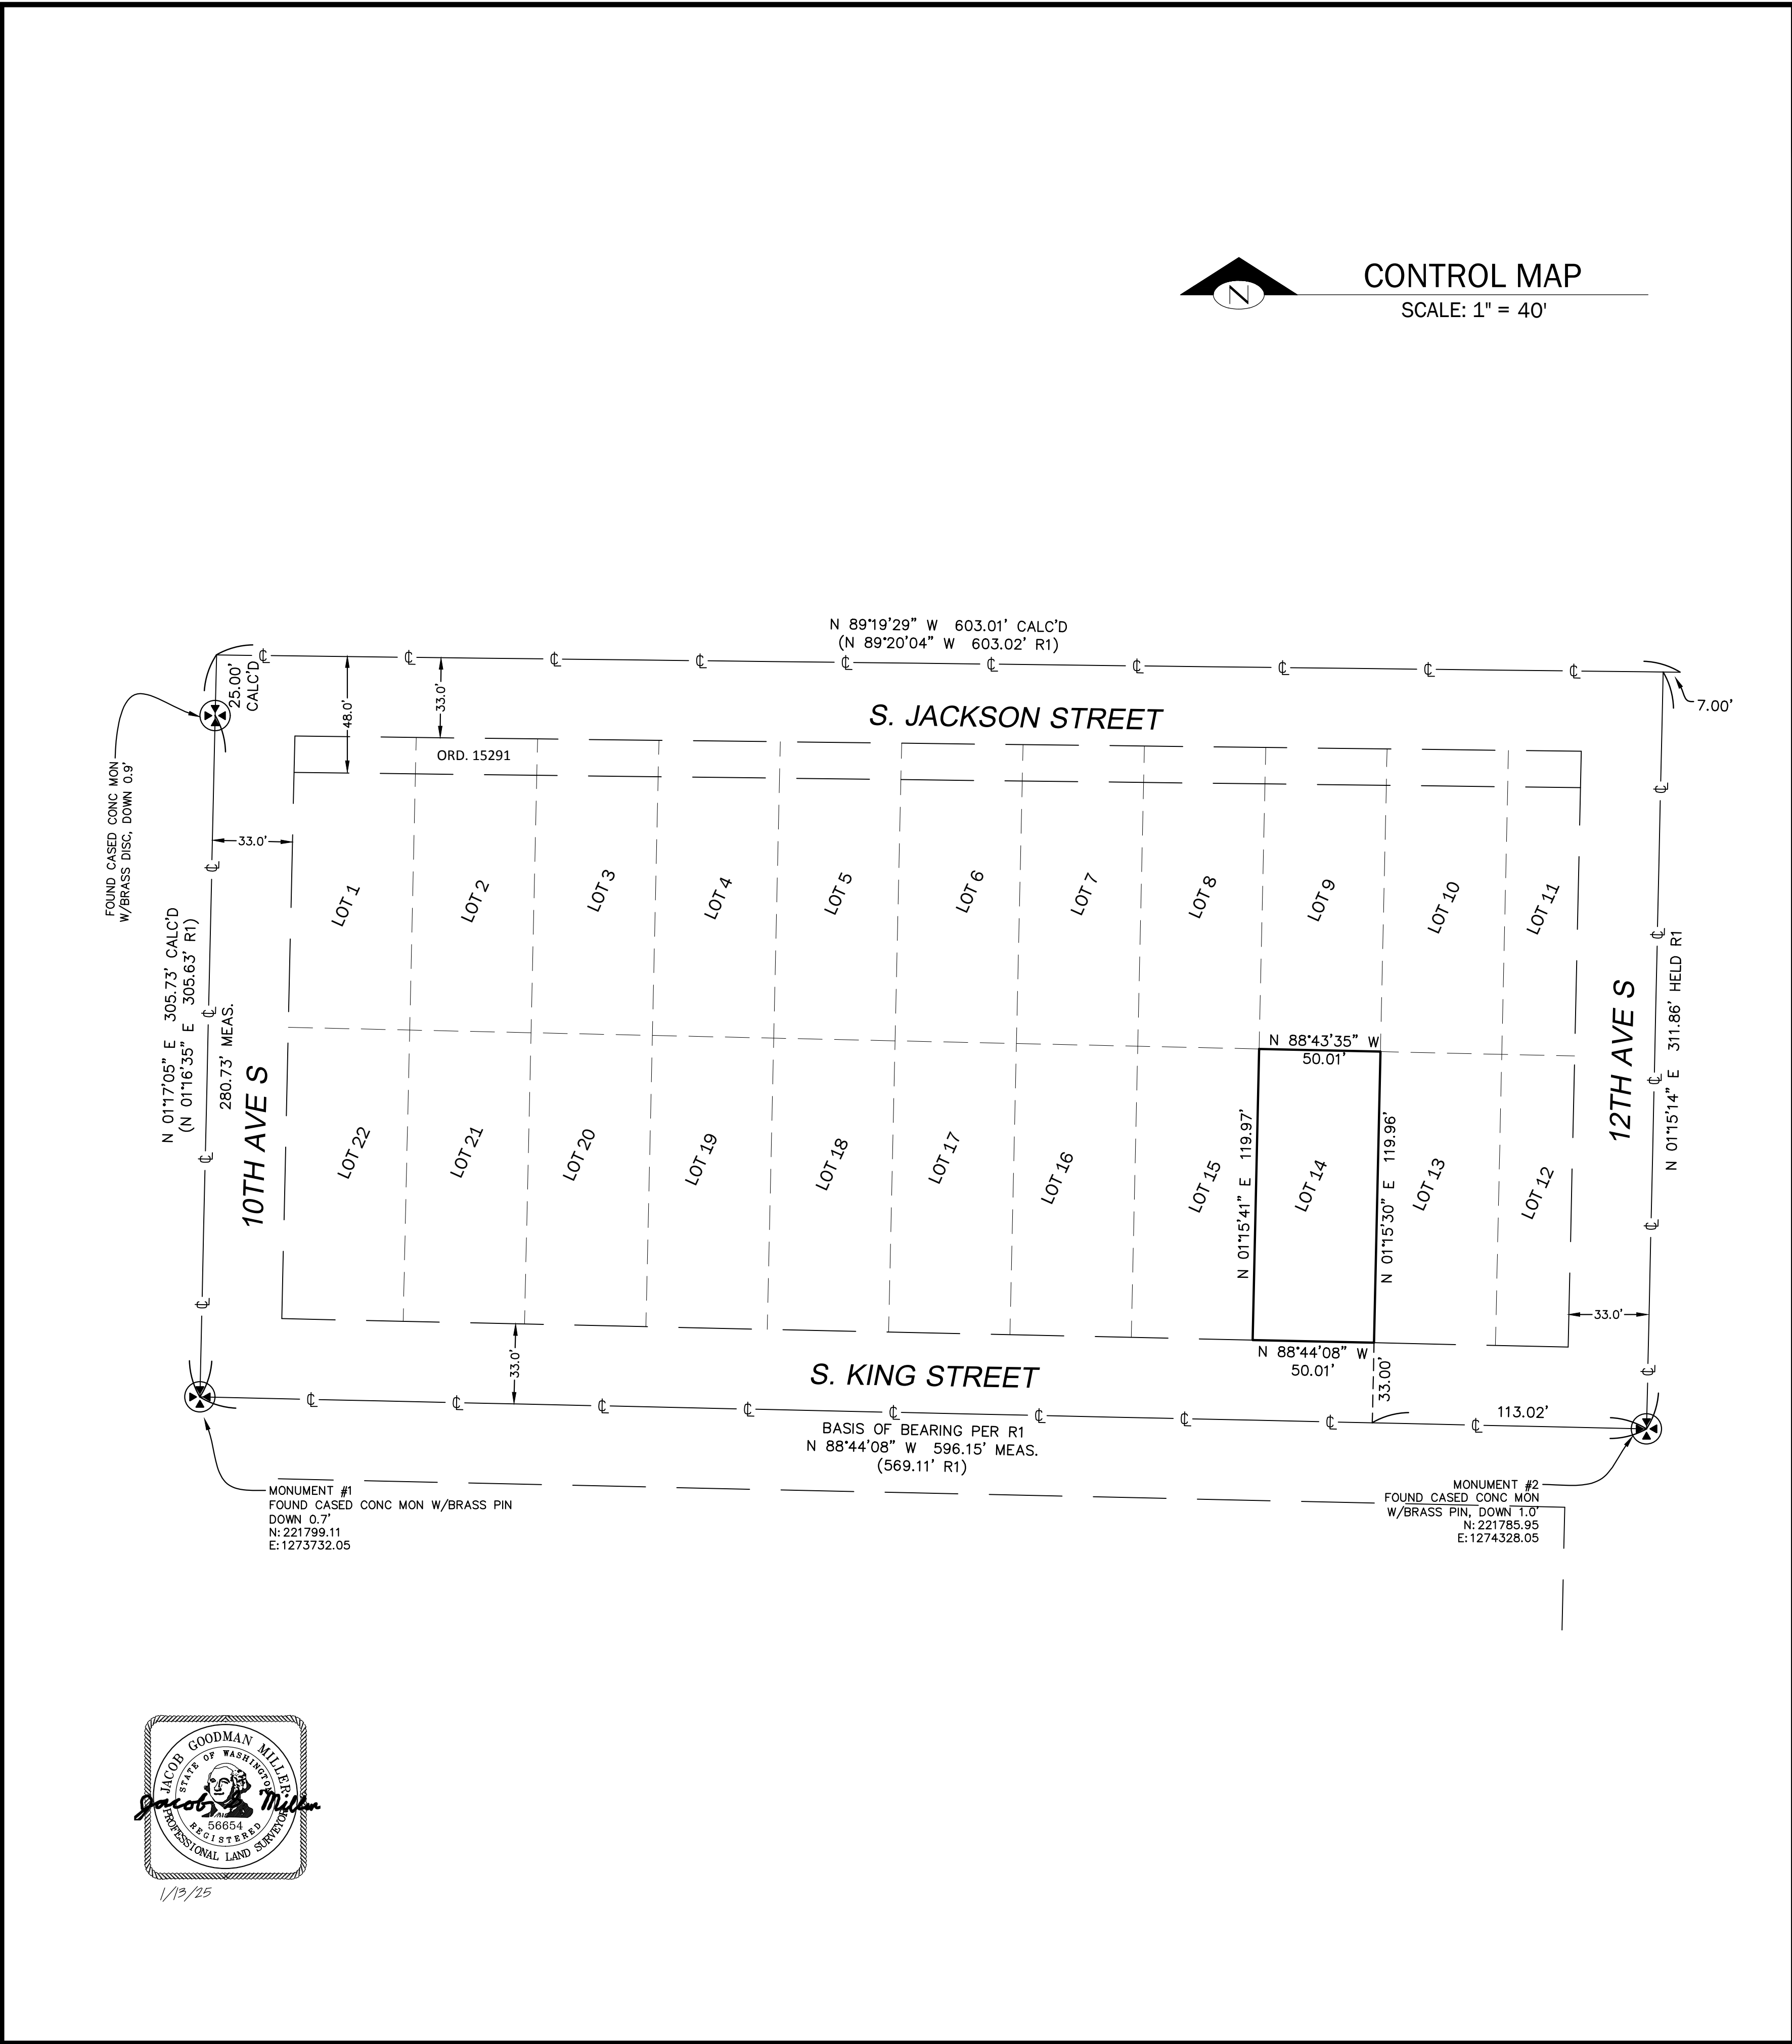 CONTROL MAP
SCALE: 1" = 40'
N
N 89°19'29" W 603.01' CALC'D
(N 89°20'04" W 603.02' R1)
25.00'
CALC'D
48.0'
33.0'
S. JACKSON STREET
7.00'
ORD. 15291
FOUND CASED CONC MON
W/BRASS DISC, DOWN 0.9'
33.0'
LOT 1
LOT 2
LOT 3
LOT 4
LOT 5
LOT 6
LOT 7
LOT 8
LOT 9
LOT 10
LOT 11
N 01°17'05" E 305.73' CALC'D
(N 01°16'35" E 305.63' R1)
280.73' MEAS.
10TH AVE S
12TH AVE S
N 01°15'14" E 311.86' HELD R1
N 88°43'35" W
50.01'
N 01°15'41" E 119.97'
N 01°15'30" E 119.96'
LOT 22
LOT 21
LOT 20
LOT 19
LOT 18
LOT 17
LOT 16
LOT 15
LOT 14
LOT 13
LOT 12
33.0'
33.0'
N 88°44'08" W
50.01'
33.00'
S. KING STREET
113.02'
BASIS OF BEARING PER R1
N 88°44'08" W 596.15' MEAS.
(569.11' R1)
MONUMENT #1
FOUND CASED CONC MON W/BRASS PIN
DOWN 0.7'
N: 221799.11
E: 1273732.05
MONUMENT #2
FOUND CASED CONC MON
W/BRASS PIN, DOWN 1.0'
N: 221785.95
E: 1274328.05
JACOB GOODMAN MILLER
STATE OF WASHINGTON
Jacob G Miller
56654
REGISTERED
PROFESSIONAL LAND SURVEYOR
1/13/25